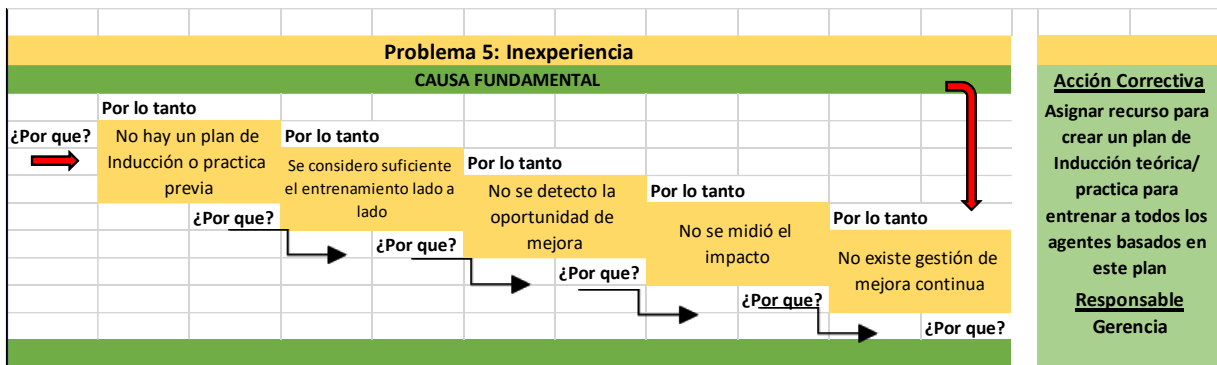 Problema 5: Inexperiencia
CAUSA FUNDAMENTAL
Por lo tanto
¿Por que?
No hay un plan de
Inducción o practica
previa
Por lo tanto
¿Por que?
Se considero suficiente
el entrenamiento lado a
lado
Por lo tanto
¿Por que?
No se detecto la
oportunidad de
mejora
Por lo tanto
¿Por que?
No se midió el
impacto
Por lo tanto
¿Por que?
No existe gestión de
mejora continua
¿Por que?
Acción Correctiva
Asignar recurso para
crear un plan de
Inducción teórica/
practica para
entrenar a todos los
agentes basados en
este plan
Responsable
Gerencia